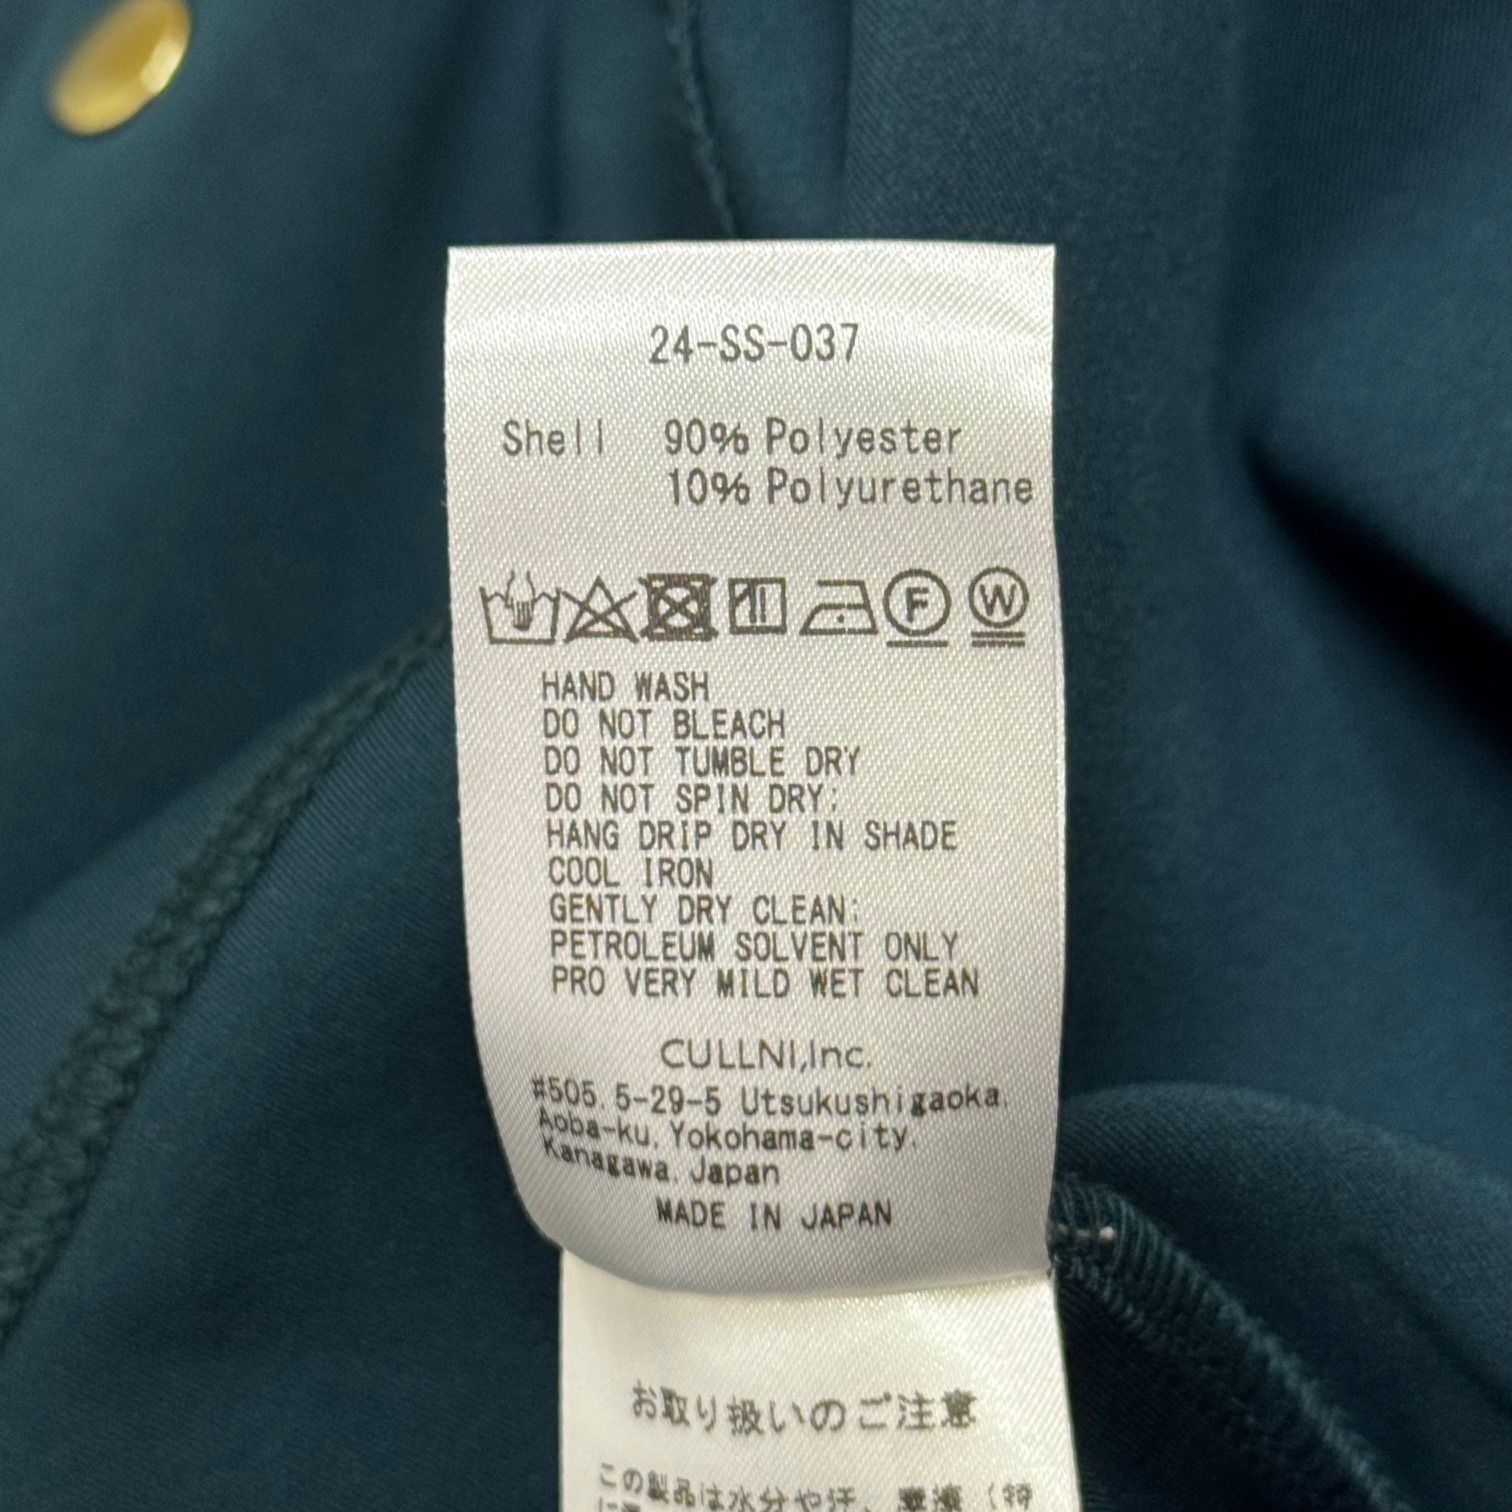 24-SS-037
Shell 90% Polyester
10% Polyurethane
F W
HAND WASH
DO NOT BLEACH
DO NOT TUMBLE DRY
DO NOT SPIN DRY:
HANG DRIP DRY IN SHADE
COOL IRON
GENTLY DRY CLEAN:
PETROLEUM SOLVENT ONLY
PRO VERY MILD WET CLEAN
CULLNI,Inc.
#505, 5-29-5 Utsukushigaoka,
Aoba-ku, Yokohama-city,
Kanagawa, Japan
MADE IN JAPAN
お取り扱いのご注意
この製品は水分や汗、摩擦（特